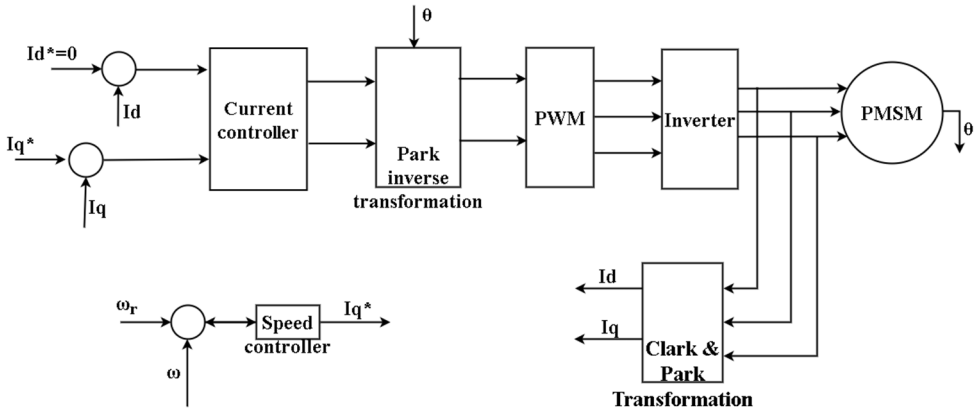 θ
Id*=0
Id
Current
controller
Park
inverse
transformation
PWM
Inverter
PMSM
θ
Iq*
Iq
Id
Iq
Clark &
Park
Transformation
ωr
ω
Speed
controller
Iq*